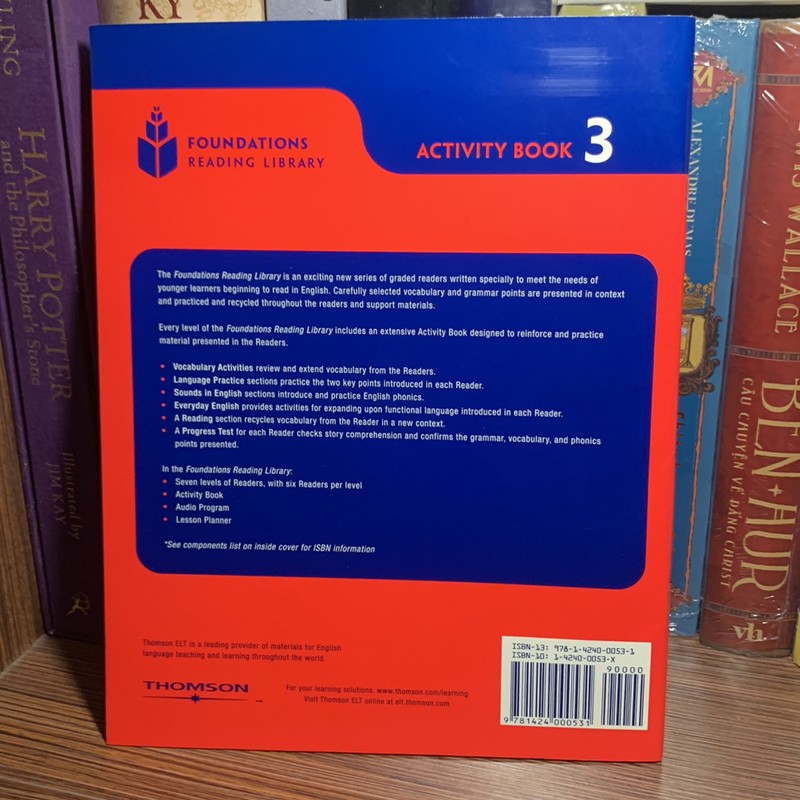 KY
HARRY POTTER
and the Philosopher's Stone
Illustrated by
JIM KAY
FOUNDATIONS
READING LIBRARY
ACTIVITY BOOK 3
The Foundations Reading Library is an exciting new series of graded readers written specially to meet the needs of
younger learners beginning to read in English. Carefully selected vocabulary and grammar points are presented in context
and practiced and recycled throughout the readers and support materials.
Every level of the Foundations Reading Library includes an extensive Activity Book designed to reinforce and practice
material presented in the Readers.
• Vocabulary Activities review and extend vocabulary from the Readers.
• Language Practice sections practice the two key points introduced in each Reader.
• Sounds in English sections introduce and practice English phonics.
• Everyday English provides activities for expanding upon functional language introduced in each Reader.
• A Reading section recycles vocabulary from the Reader in a new context.
• A Progress Test for each Reader checks story comprehension and confirms the grammar, vocabulary, and phonics
points presented.
In the Foundations Reading Library:
• Seven levels of Readers, with six Readers per level
• Activity Book
• Audio Program
• Lesson Planner
*See components list on inside cover for ISBN information
Thomson ELT is a leading provider of materials for English
language teaching and learning throughout the world.
THOMSON
For your learning solutions: www.thomson.com/learning
Visit Thomson ELT online at elt.thomson.com
ISBN-13: 978-1-4240-0053-1
ISBN-10: 1-4240-0053-X
90000
9 781424 000531
ALEXANDRE DUMAS
WALLACE
BEN+HUR
CÂU CHUYỆN VỀ ĐẤNG CHRIST
vh.